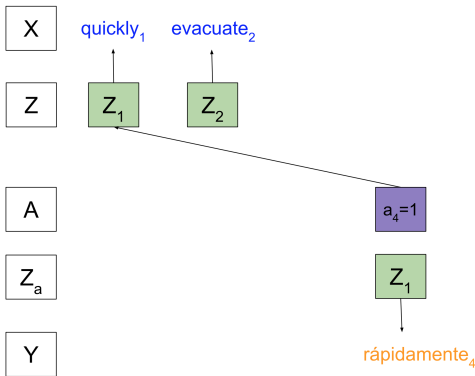 X quickly₁ evacuate₂
Z Z₁ Z₂
A a₄=1
Zₐ Z₁
Y rápidamente₄